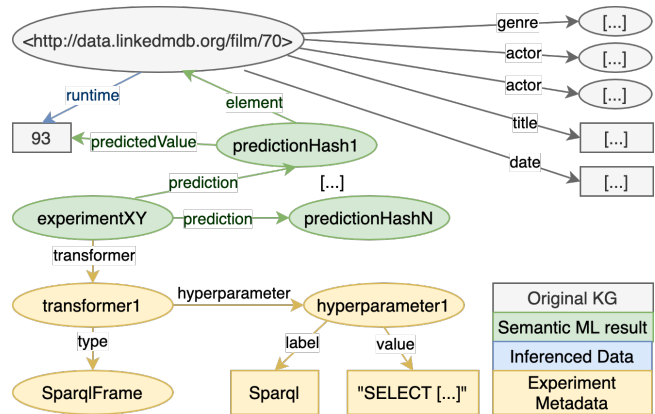 genre
[...]
<http://data.linkedmdb.org/film/70>
actor
[...]
actor
[...]
runtime
element
title
[...]
93
predictedValue
predictionHash1
date
[...]
prediction
[...]
experimentXY
prediction
predictionHashN
transformer
hyperparameter
transformer1
hyperparameter1
Original KG
type
label
value
Semantic ML result
Inferenced Data
SparqlFrame
Sparql
"SELECT [...]"
Experiment
Metadata